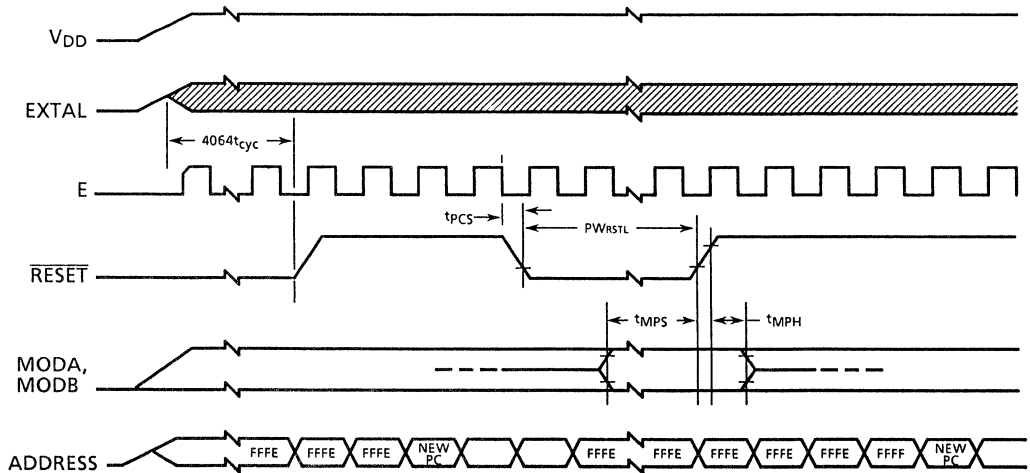 VDD
EXTAL
4064tcyc
E
tPCS
PWRSTL
RESET
tMPS
tMPH
MODA,
MODB
ADDRESS
FFFE
FFFE
FFFE
NEW
PC
FFFE
FFFE
FFFE
FFFE
FFFE
FFFF
NEW
PC